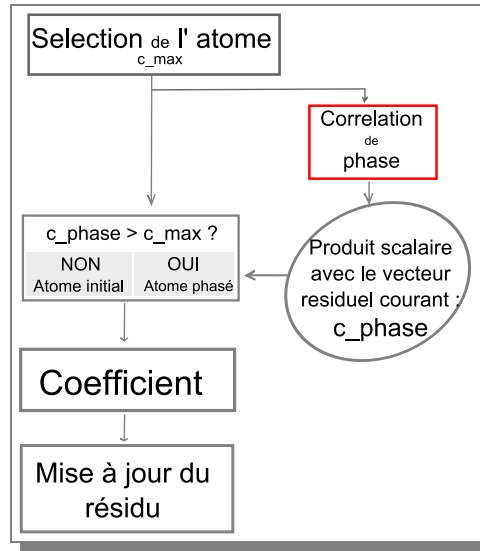 Selection de l' atome
c_max
Correlation
de
phase
Produit scalaire
avec le vecteur
residuel courant :
c_phase
c_phase > c_max ?
NON OUI
Atome initial Atome phasé
Coefficient
Mise à jour du
résidu